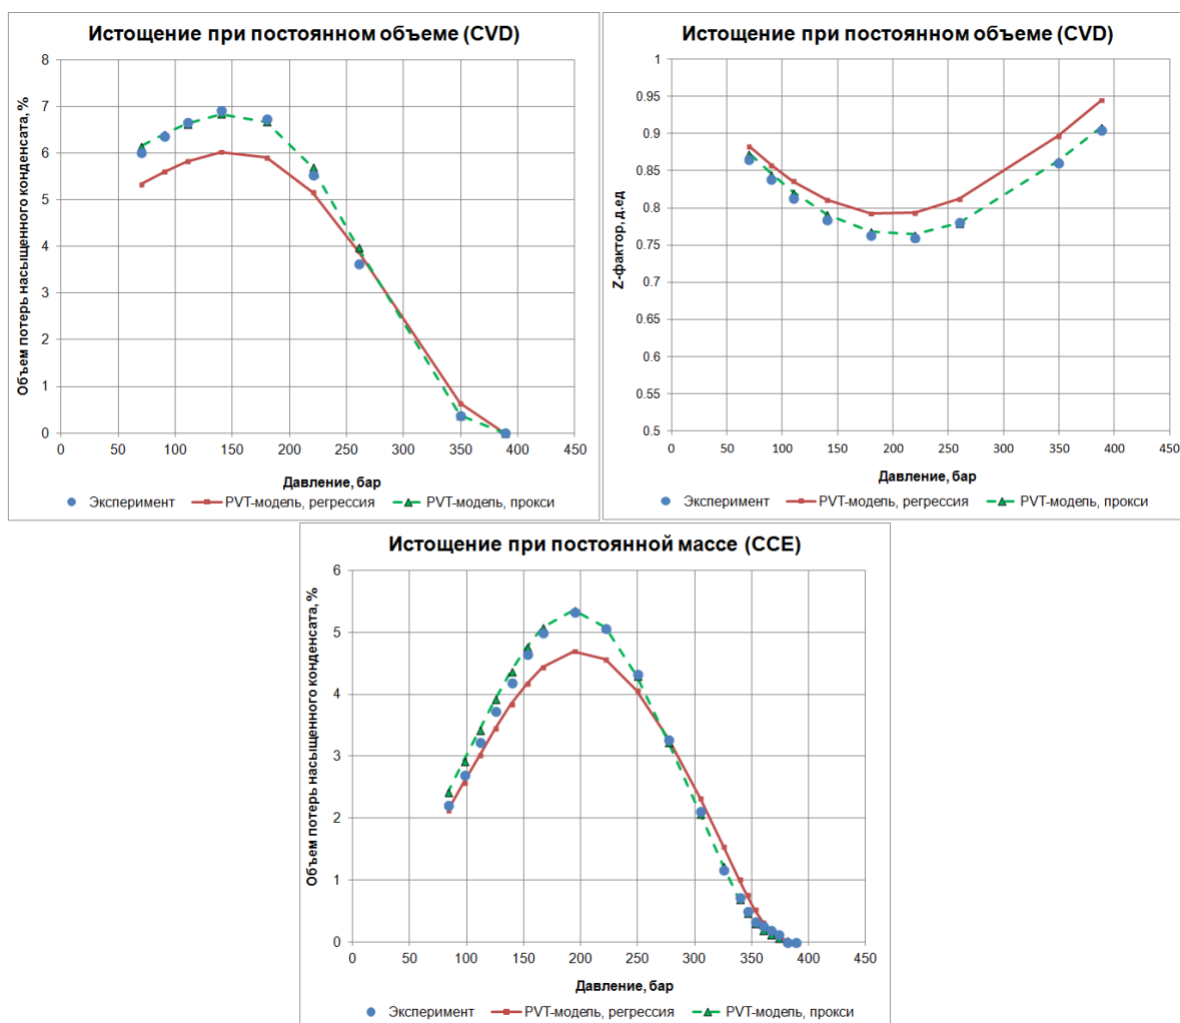 Истощение при постоянном объеме (CVD)
Объем потерь насыщенного конденсата, %
8
7
6
5
4
3
2
1
0
0 50 100 150 200 250 300 350 400 450
Давление, бар
Эксперимент PVT-модель, регрессия PVT-модель, прокси
Истощение при постоянном объеме (CVD)
Z-фактор, д.ед
1
0.95
0.9
0.85
0.8
0.75
0.7
0.65
0.6
0.55
0.5
0 50 100 150 200 250 300 350 400 450
Давление, бар
Эксперимент PVT-модель, регрессия PVT-модель, прокси
Истощение при постоянной массе (CCE)
Объем потерь насыщенного конденсата, %
6
5
4
3
2
1
0
0 50 100 150 200 250 300 350 400 450
Давление, бар
Эксперимент PVT-модель, регрессия PVT-модель, прокси